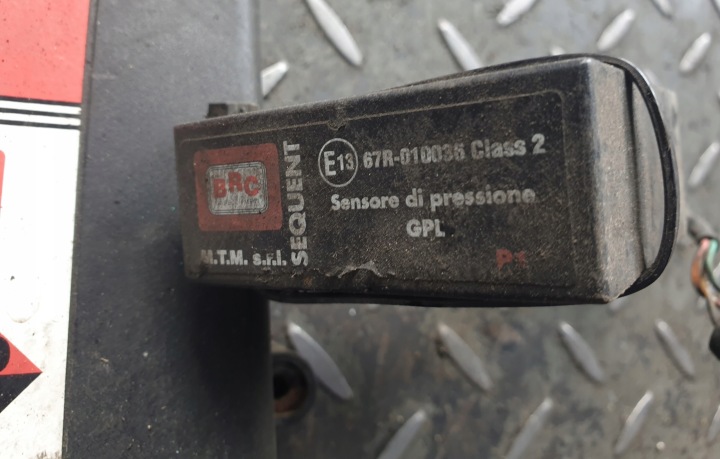 BRC
M.T.M. s.r.l.
SEQUENT
E13 67R-010036 Class 2
Sensore di pressione
GPL